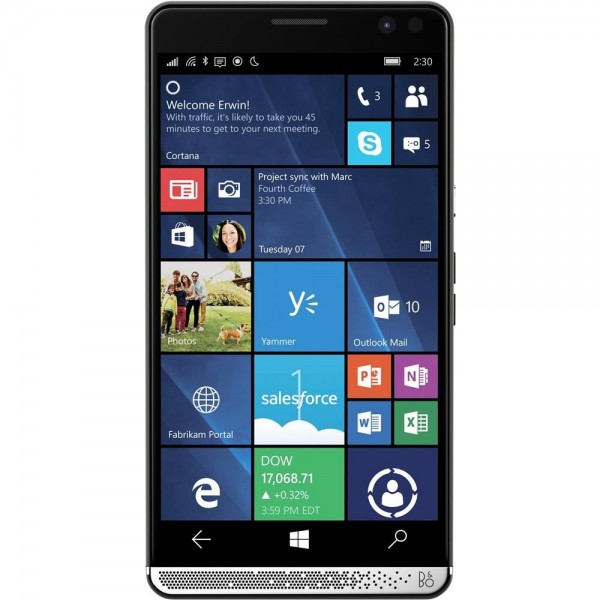 2:30
Welcome Erwin!
With traffic, it's likely to take you 45
minutes to get to your next meeting.
Cortana
3
:-o 5
Project sync with Marc
Fourth Coffee
3:30 PM
Tuesday 07
Photos
Yammer
10
Outlook Mail
Fabrikam Portal
1
salesforce
P
N
W
X
DOW
17,068.71
▲ +0.32%
3:59 PM EDT
B&O